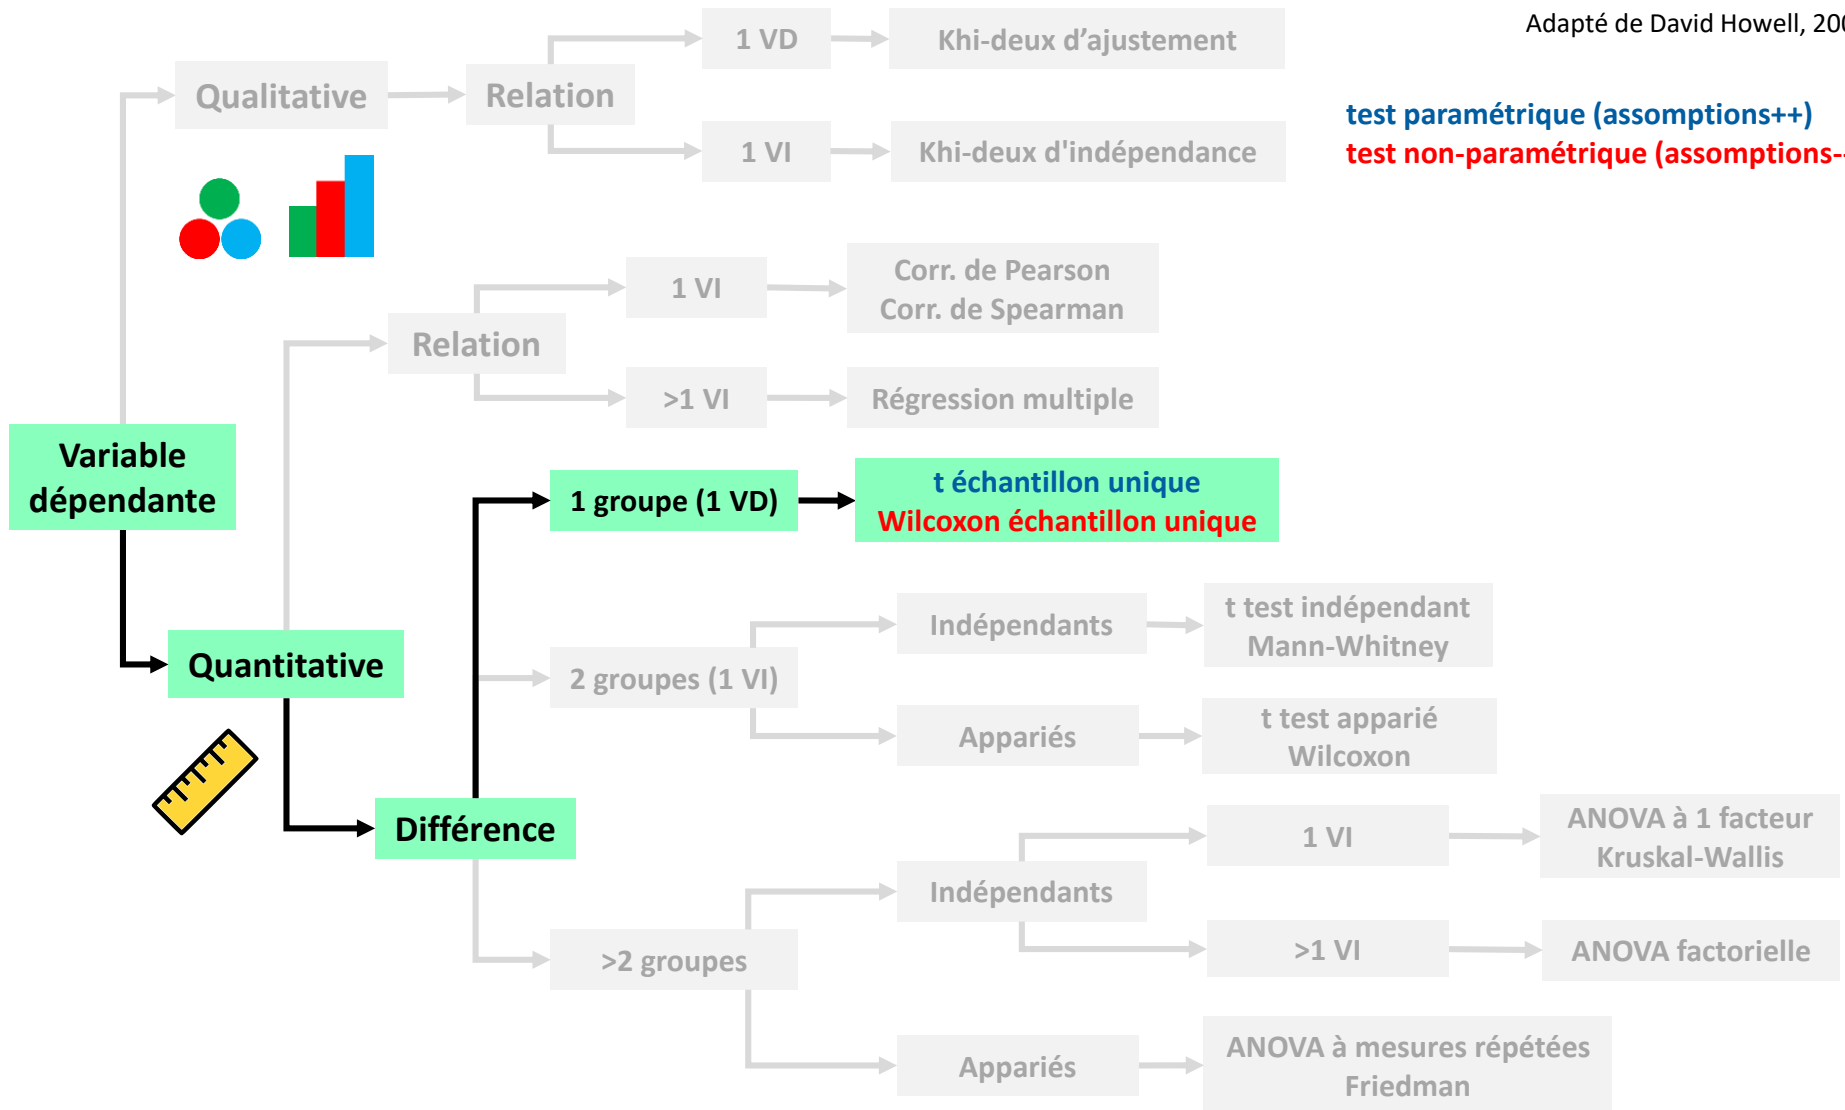 Adapté de David Howell, 200
1 VD
Khi-deux d’ajustement
Qualitative
Relation
test paramétrique (assomptions++)
test non-paramétrique (assomptions-
1 VI
Khi-deux d'indépendance
1 VI
Corr. de Pearson
Corr. de Spearman
Relation
>1 VI
Régression multiple
Variable
dépendante
1 groupe (1 VD)
t échantillon unique
Wilcoxon échantillon unique
Quantitative
2 groupes (1 VI)
Indépendants
t test indépendant
Mann-Whitney
Appariés
t test apparié
Wilcoxon
Différence
>2 groupes
Indépendants
1 VI
ANOVA à 1 facteur
Kruskal-Wallis
>1 VI
ANOVA factorielle
Appariés
ANOVA à mesures répétées
Friedman